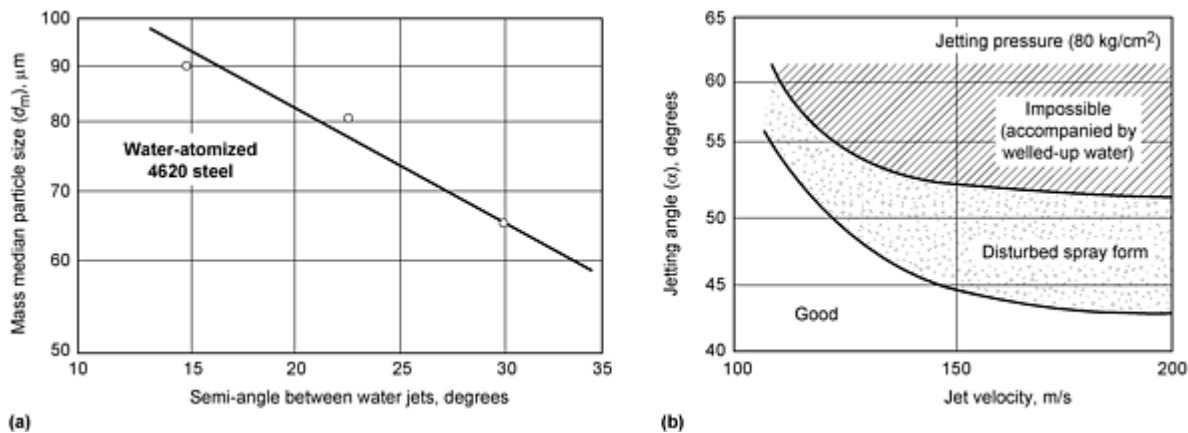 100
90
80
70
60
50
10
15
20
25
30
35
Mass median particle size (dm), μm
Water-atomized
4620 steel
Semi-angle between water jets, degrees
(a)
65
60
55
50
45
40
100
150
200
Jetting angle (α), degrees
Jetting pressure (80 kg/cm²)
Impossible
(accompanied by
welled-up water)
Disturbed spray form
Good
Jet velocity, m/s
(b)